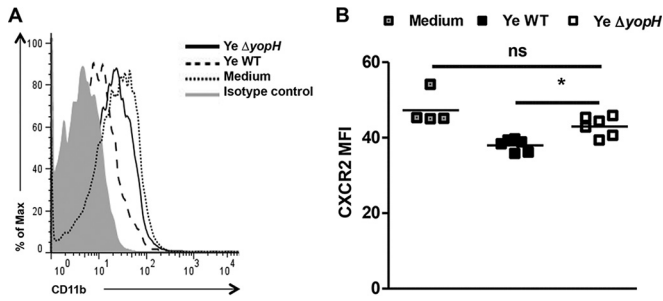 A
Ye ΔyopH
Ye WT
Medium
Isotype control
100
80
60
40
20
0
% of Max
10⁰ 10¹ 10² 10³ 10⁴
CD11b
B
Medium Ye WT Ye ΔyopH
ns
*
60
40
20
0
CXCR2 MFI